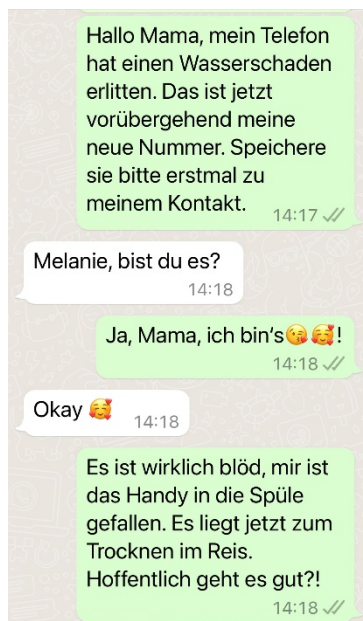 Hallo Mama, mein Telefon
hat einen Wasserschaden
erlitten. Das ist jetzt
vorübergehend meine
neue Nummer. Speichere
sie bitte erstmal zu
meinem Kontakt.
14:17
Melanie, bist du es?
14:18
Ja, Mama, ich bin’s😘🥰!
14:18
Okay 🥰
14:18
Es ist wirklich blöd, mir ist
das Handy in die Spüle
gefallen. Es liegt jetzt zum
Trocknen im Reis.
Hoffentlich geht es gut?!
14:18